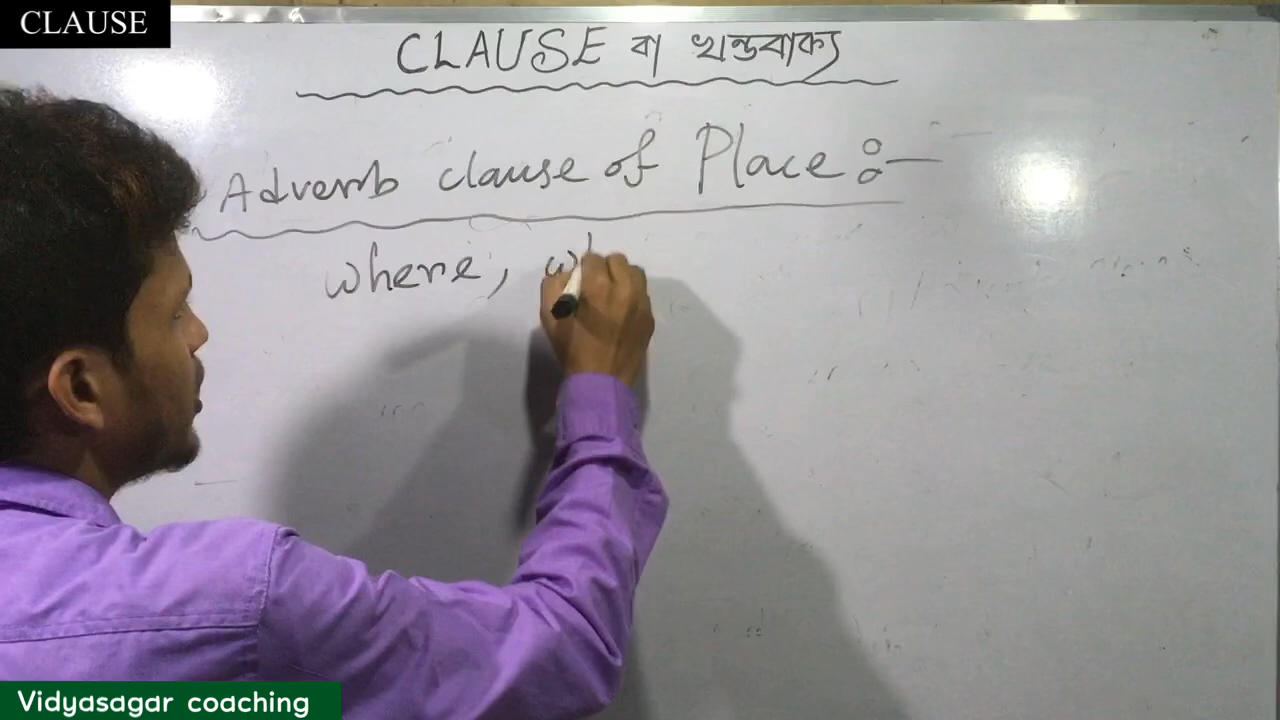 CLAUSE
CLAUSE বা খন্ডবাক্য
Adverb clause of Place :-
where,
Vidyasagar coaching